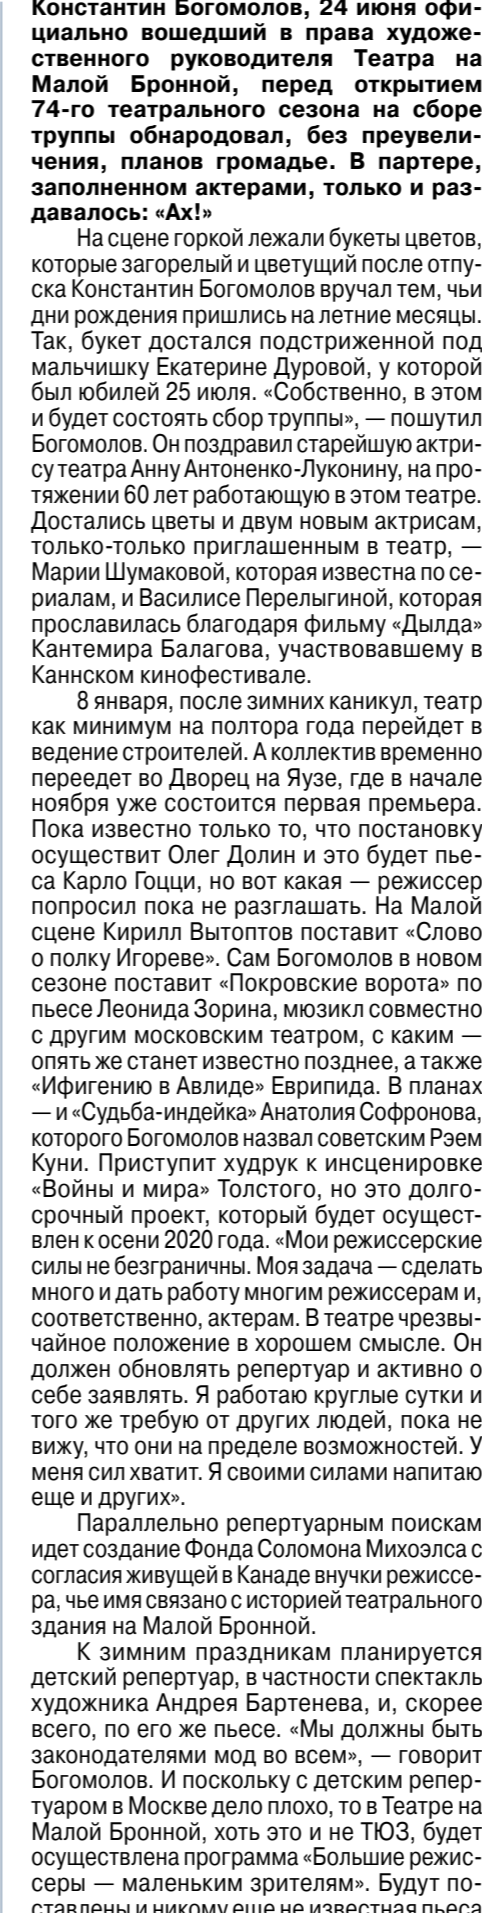 Константин Богомолов, 24 июня офи-
циально вошедший в права художе-
ственного руководителя Театра на
Малой Бронной, перед открытием
74-го театрального сезона на сборе
труппы обнародовал, без преувели-
чения, планов громадье. В партере,
заполненном актерами, только и раз-
давалось: «Ах!»
На сцене горкой лежали букеты цветов,
которые загорелый и цветущий после отпу-
ска Константин Богомолов вручал тем, чьи
дни рождения пришлись на летние месяцы.
Так, букет достался подстриженной под
мальчишку Екатерине Дуровой, у которой
был юбилей 25 июля. «Собственно, в этом
и будет состоять сбор труппы», — пошутил
Богомолов. Он поздравил старейшую актри-
су театра Анну Антоненко-Луконину, на про-
тяжении 60 лет работающую в этом театре.
Достались цветы и двум новым актрисам,
только-только приглашенным в театр, —
Марии Шумаковой, которая известна по се-
риалам, и Василисе Перелыгиной, которая
прославилась благодаря фильму «Дылда»
Кантемира Балагова, участвовавшему в
Каннском кинофестивале.
8 января, после зимних каникул, театр
как минимум на полтора года перейдет в
ведение строителей. А коллектив временно
переедет во Дворец на Яузе, где в начале
ноября уже состоится первая премьера.
Пока известно только то, что постановку
осуществит Олег Долин и это будет пье-
са Карло Гоцци, но вот какая — режиссер
попросил пока не разглашать. На Малой
сцене Кирилл Вытоптов поставит «Слово
о полку Игореве». Сам Богомолов в новом
сезоне поставит «Покровские ворота» по
пьесе Леонида Зорина, мюзикл совместно
с другим московским театром, с каким —
опять же станет известно позднее, а также
«Ифигению в Авлиде» Еврипида. В планах
— и «Судьба-индейка» Анатолия Софронова,
которого Богомолов назвал советским Рэем
Куни. Приступит худрук к инсценировке
«Войны и мира» Толстого, но это долго-
срочный проект, который будет осущест-
влен к осени 2020 года. «Мои режиссерские
силы не безграничны. Моя задача — сделать
много и дать работу многим режиссерам и,
соответственно, актерам. В театре чрезвы-
чайное положение в хорошем смысле. Он
должен обновлять репертуар и активно о
себе заявлять. Я работаю круглые сутки и
того же требую от других людей, пока не
вижу, что они на пределе возможностей. У
меня сил хватит. Я своими силами напитаю
еще и других».
Параллельно репертуарным поискам
идет создание Фонда Соломона Михоэлса с
согласия живущей в Канаде внучки режиссе-
ра, чье имя связано с историей театрального
здания на Малой Бронной.
К зимним праздникам планируется
детский репертуар, в частности спектакль
художника Андрея Бартенева, и, скорее
всего, по его же пьесе. «Мы должны быть
законодателями мод во всем», — говорит
Богомолов. И поскольку с детским репер-
туаром в Москве дело плохо, то в Театре на
Малой Бронной, хоть это и не ТЮЗ, будет
осуществлена программа «Большие режис-
серы — маленьким зрителям». Будут по-
ставлены и никому еще не известная пьеса